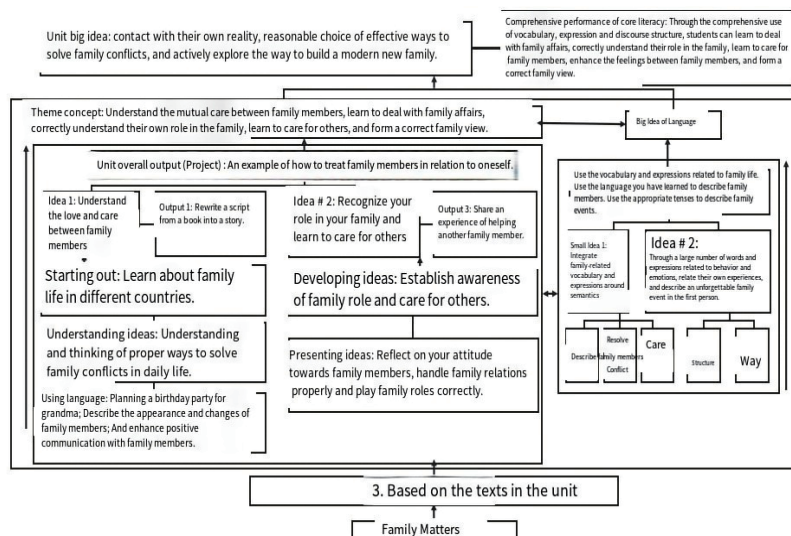 Unit big idea: contact with their own reality, reasonable choice of effective ways to
solve family conflicts, and actively explore the way to build a modern new family.
Comprehensive performance of core literacy: Through the comprehensive use
of vocabulary, expression and discourse structure, students can learn to deal
with family affairs, correctly understand their role in the family, learn to care for
family members, enhance the feelings between family members, and form a
correct family view.
Theme concept: Understand the mutual care between family members, learn to deal with family affairs,
correctly understand their own role in the family, learn to care for others, and form a correct family view.
Big Idea of Language
Unit overall output (Project) : An example of how to treat family members in relation to oneself.
Idea 1: Understand
the love and care
between family
members
Output 1: Rewrite a script
from a book into a story.
Idea # 2: Recognize your
role in your family and
learn to care for others
Output 3: Share an
experience of helping
another family member.
Starting out: Learn about family
life in different countries.
Developing ideas: Establish awareness
of family role and care for others.
Understanding ideas: Understanding
and thinking of proper ways to solve
family conflicts in daily life.
Presenting ideas: Reflect on your attitude
towards family members, handle family relations
properly and play family roles correctly.
Using language: Planning a birthday party for
grandma; Describe the appearance and changes of
family members; And enhance positive
communication with family members.
Use the vocabulary and expressions related to family life.
Use the language you have learned to describe family
members. Use the appropriate tenses to describe family
events.
Small Idea 1:
Integrate
family-related
vocabulary and
expressions around
semantics
Idea # 2:
Through a large number of words and
expressions related to behavior and
emotions, relate their own experiences,
and describe an unforgettable family
event in the first person.
Describe family members
Resolve
Conflict
Care
Structure
Way
3. Based on the texts in the unit
Family Matters